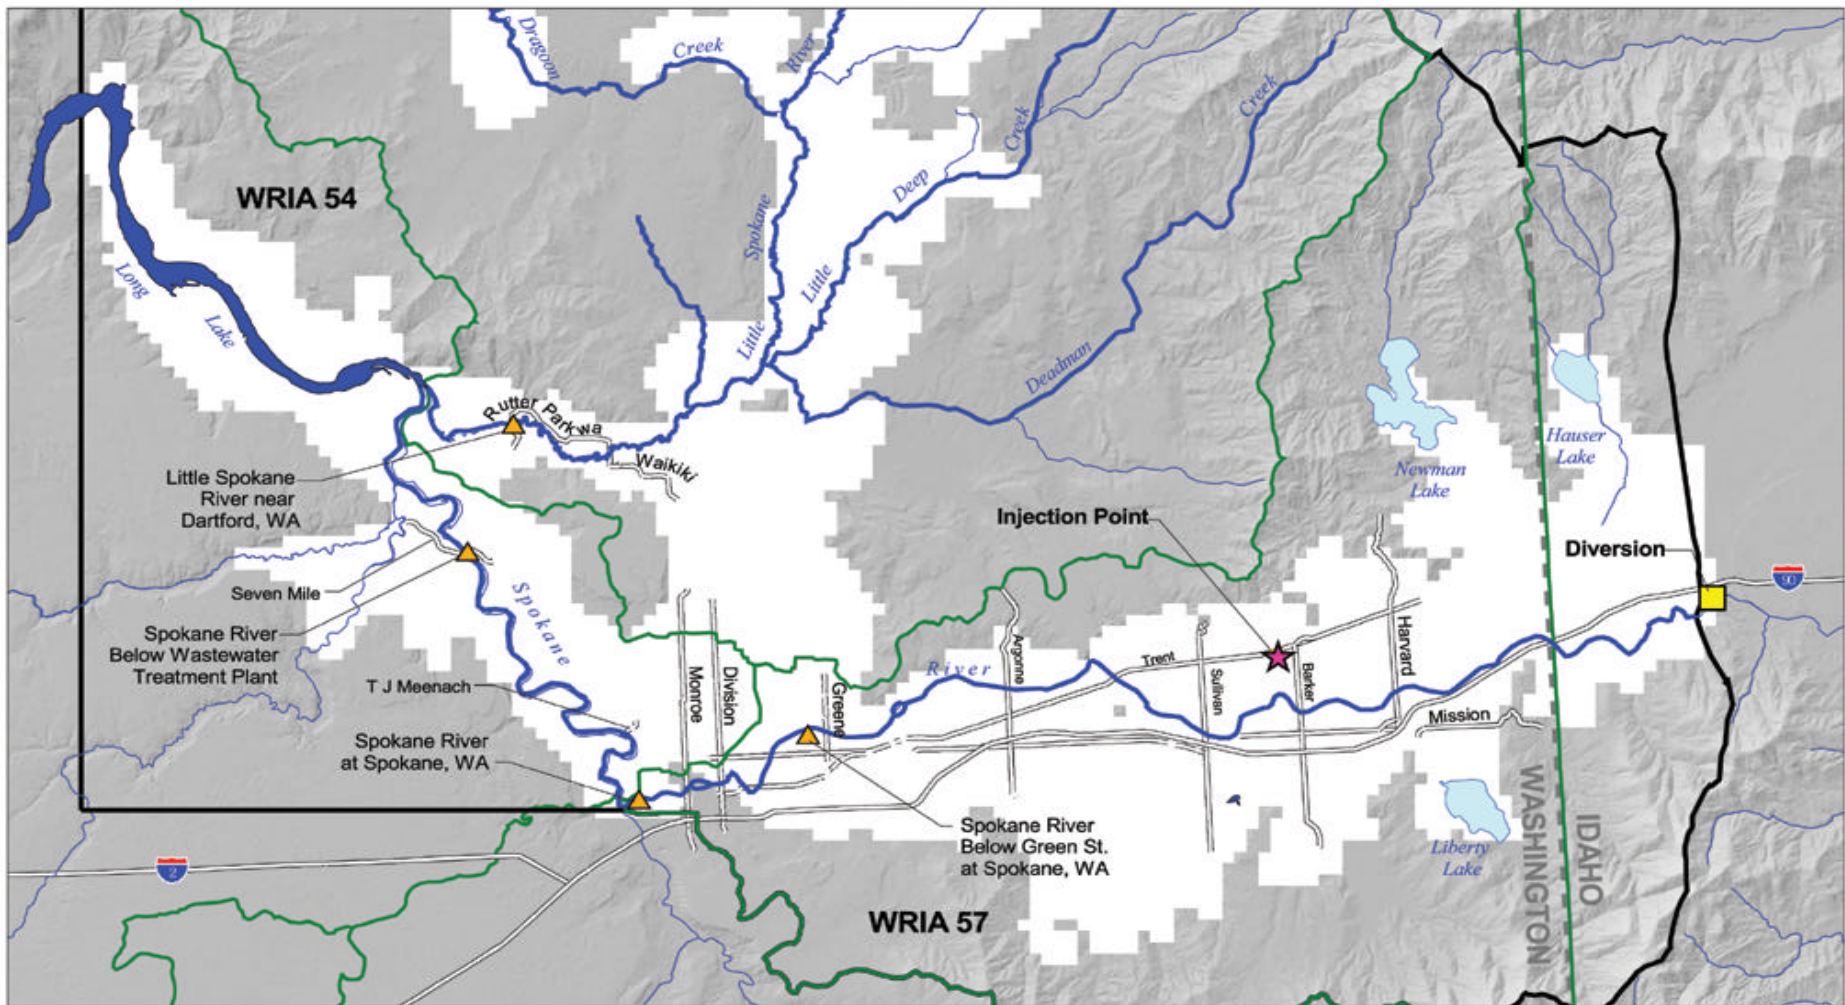 Dragoon
Creek
River
Creek
Creek
WRIA 54
Deep
Spokane
Long
Little
Lake
Little
Deadman
Rutter Parkwa
Waikiki
Hauser
Lake
Newman
Lake
Little Spokane
River near
Dartford, WA
Injection Point
Diversion
90
Seven Mile
Spokane
Spokane River
Below Wastewater
Treatment Plant
T J Meenach
Monroe
Division
Greene
River
Argonne
Trent
Sullivan
Barker
Harvard
Mission
Spokane River
at Spokane, WA
Spokane River
Below Green St.
at Spokane, WA
Liberty
Lake
WASHINGTON
IDAHO
2
WRIA 57